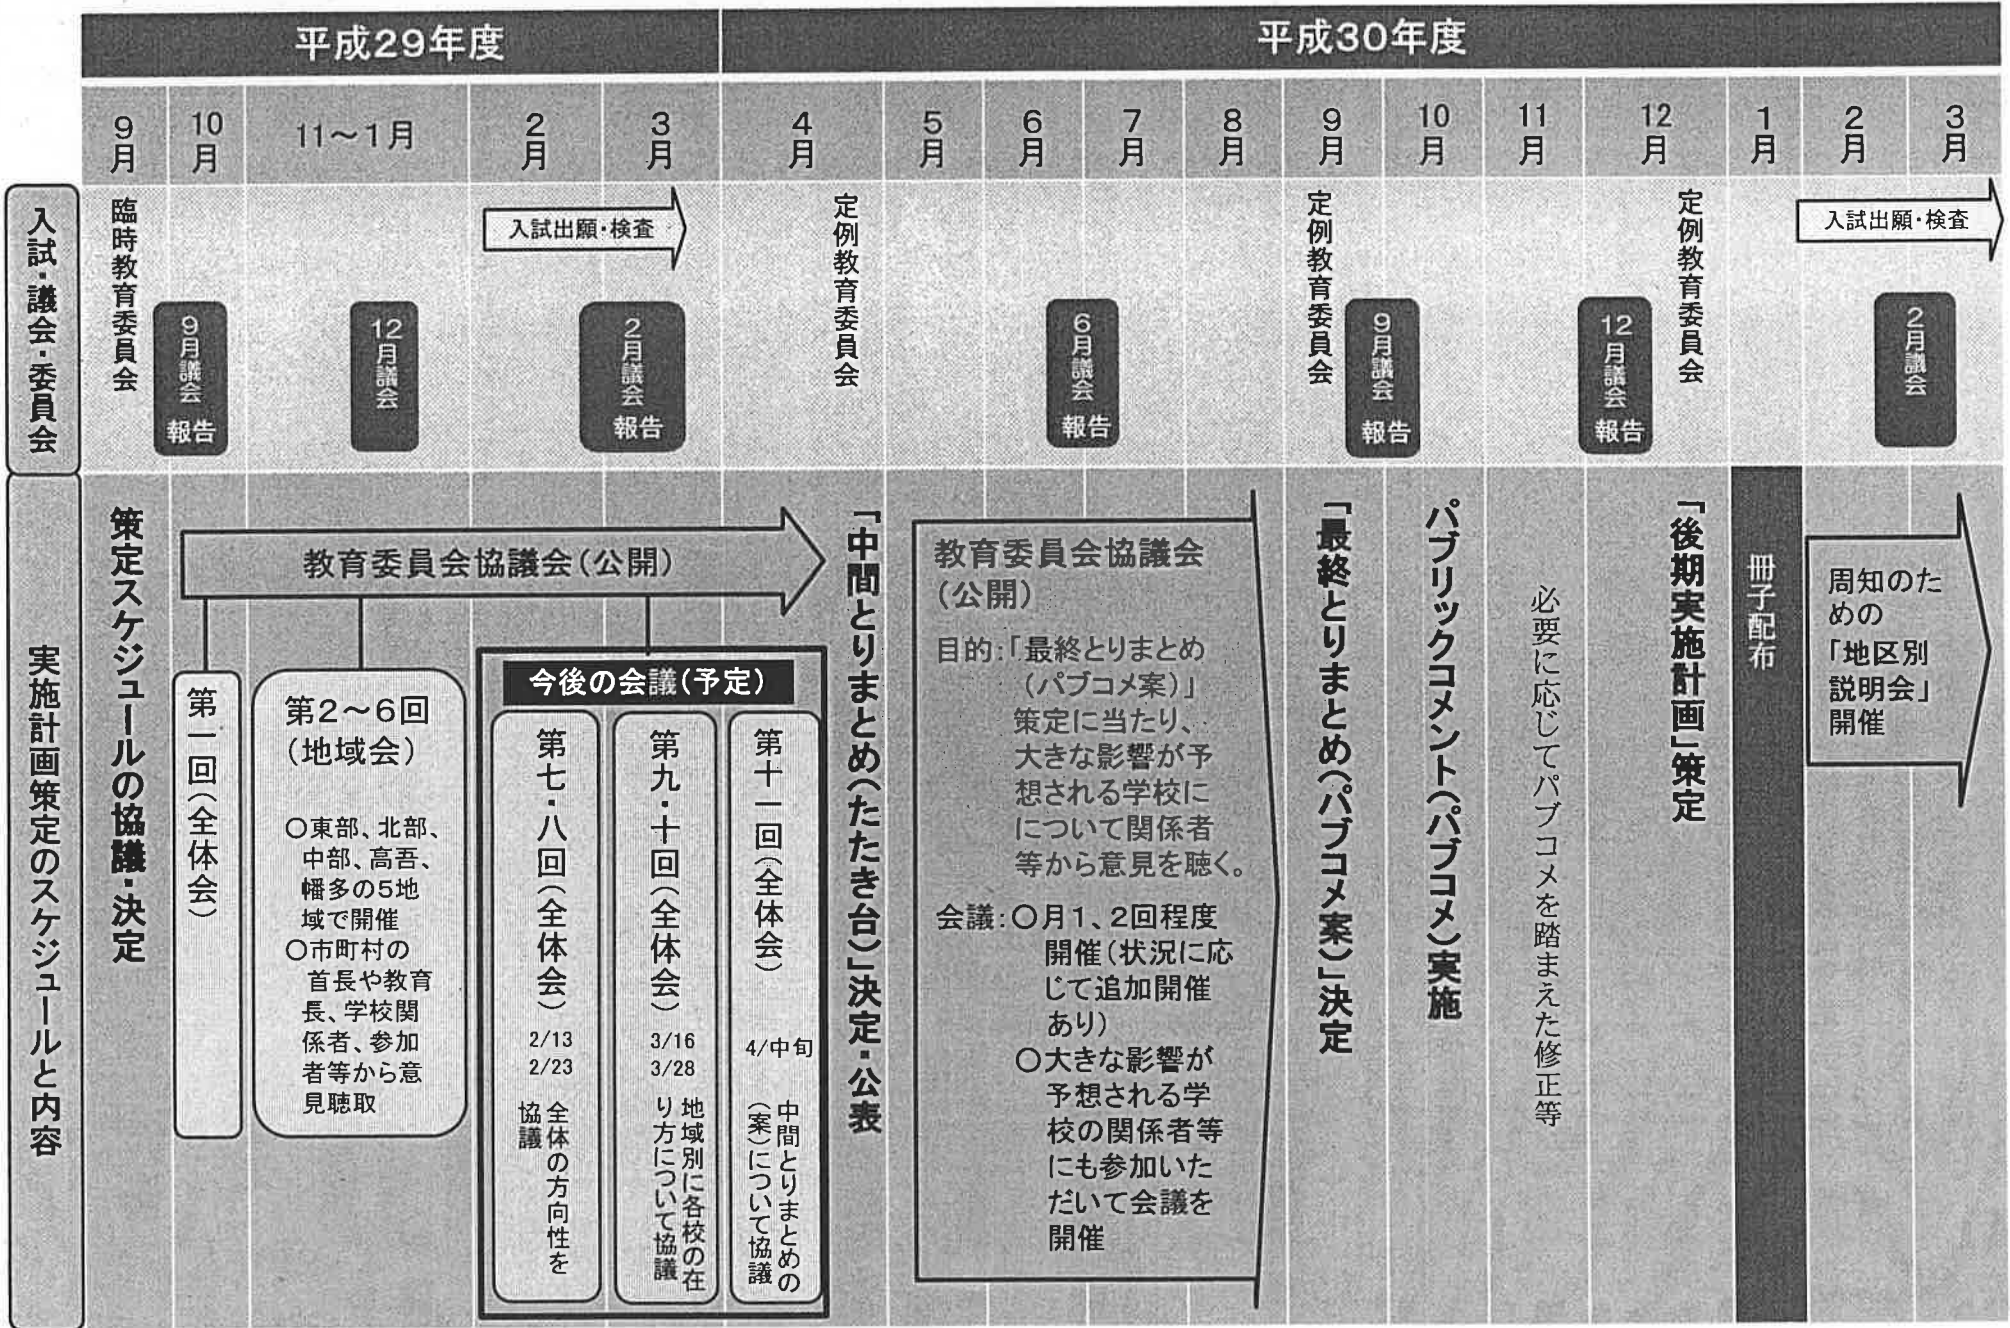 平成29年度
平成30年度
9月
10月
11～1月
2月
3月
4月
5月
6月
7月
8月
9月
10月
11月
12月
1月
2月
3月
入試・議会・委員会
臨時教育委員会
9月議会
報告
12月議会
入試出願・検査
2月議会
報告
定例教育委員会
6月議会
報告
定例教育委員会
9月議会
報告
12月議会
報告
定例教育委員会
入試出願・検査
2月議会
実施計画策定のスケジュールと内容
策定スケジュールの協議・決定
教育委員会協議会(公開)
第一回(全体会)
第2～6回
(地域会)
○東部、北部、
中部、高吾、
幡多の5地
域で開催
○市町村の
首長や教育
長、学校関
係者、参加
者等から意
見聴取
今後の会議(予定)
第七・八回(全体会)
2/13
2/23
全体の方向性を
協議
第九・十回(全体会)
3/16
3/28
地域別に各校の在
り方について協議
第十一回(全体会)
4/中旬
中間とりまとめの
(案)について協議
「中間とりまとめ(たたき台)」決定・公表
教育委員会協議会
(公開)
目的:「最終とりまとめ
(パブコメ案)」
策定に当たり、
大きな影響が予
想される学校に
について関係者
等から意見を聴く。
会議:○月1、2回程度
開催(状況に応
じて追加開催
あり)
○大きな影響が
予想される学
校の関係者等
にも参加いた
だいて会議を
開催
「最終とりまとめ(パブコメ案)」決定
パブリックコメント(パブコメ)実施
必要に応じてパブコメを踏まえた修正等
「後期実施計画」策定
冊子配布
周知のた
めの
「地区別
説明会」
開催